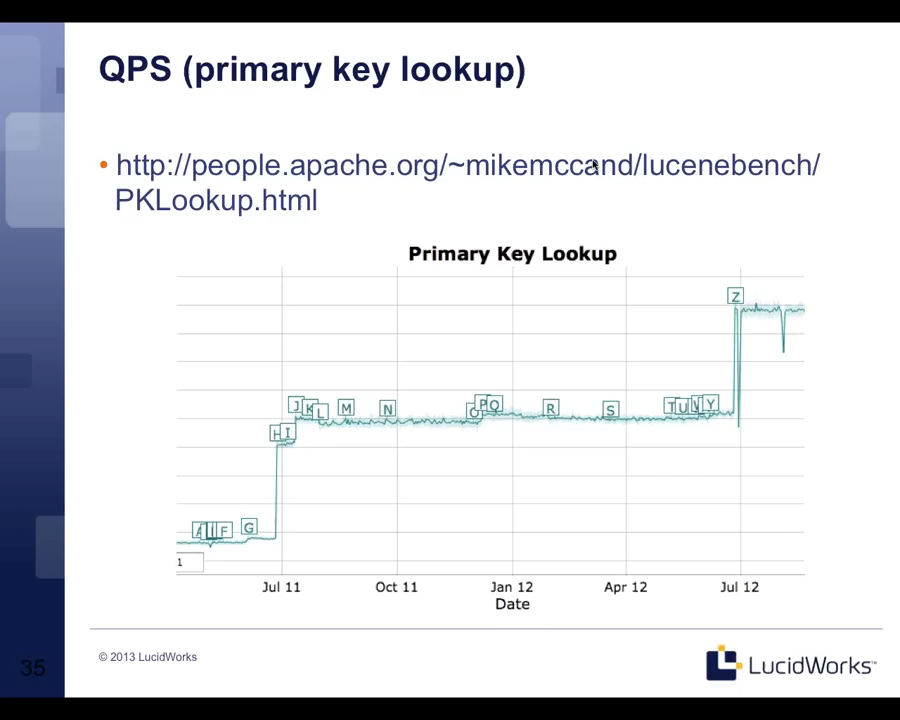 QPS (primary key lookup)
• http://people.apache.org/~mikemccand/lucenebench/
PKLookup.html
Primary Key Lookup
Z
J K L M N P Q R S T U Y
H I
A F G
1
Jul 11 Oct 11 Jan 12 Apr 12 Jul 12
Date
© 2013 LucidWorks
35
LucidWorks™